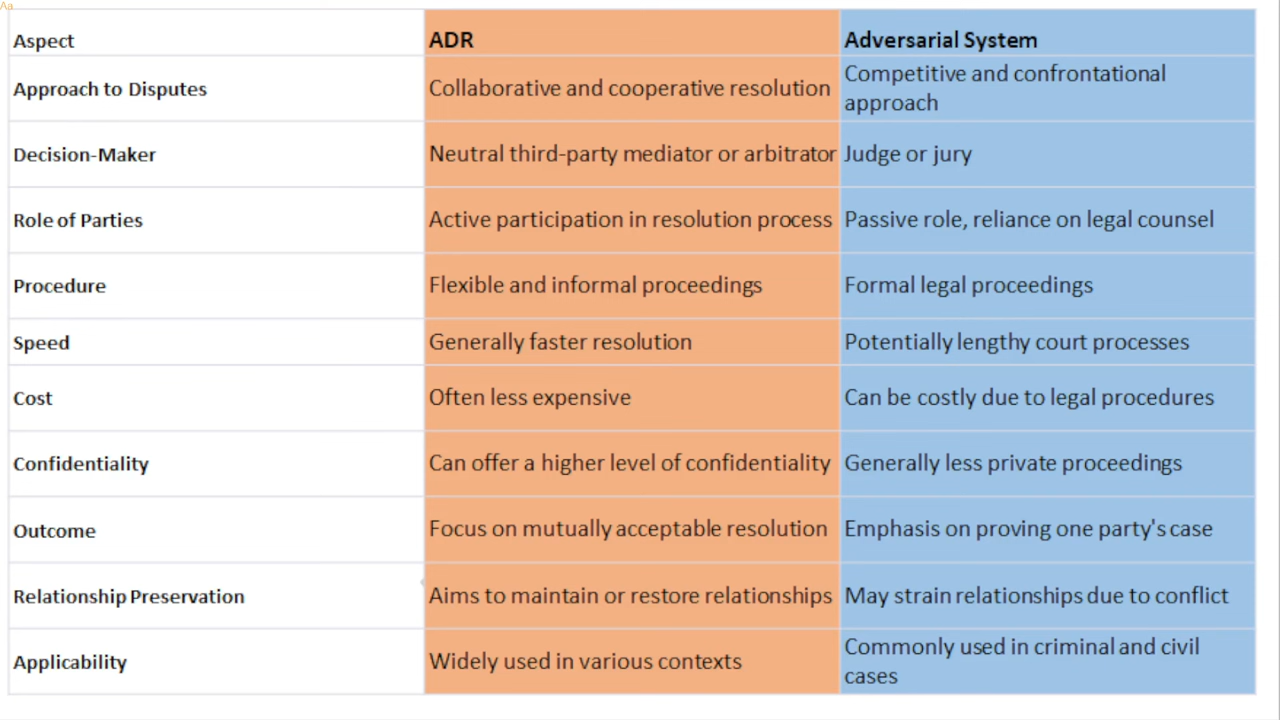 Aa
Aspect ADR Adversarial System
Approach to Disputes Collaborative and cooperative resolution Competitive and confrontational
approach
Decision-Maker Neutral third-party mediator or arbitrator Judge or jury
Role of Parties Active participation in resolution process Passive role, reliance on legal counsel
Procedure Flexible and informal proceedings Formal legal proceedings
Speed Generally faster resolution Potentially lengthy court processes
Cost Often less expensive Can be costly due to legal procedures
Confidentiality Can offer a higher level of confidentiality Generally less private proceedings
Outcome Focus on mutually acceptable resolution Emphasis on proving one party's case
Relationship Preservation Aims to maintain or restore relationships May strain relationships due to conflict
Applicability Widely used in various contexts Commonly used in criminal and civil
cases